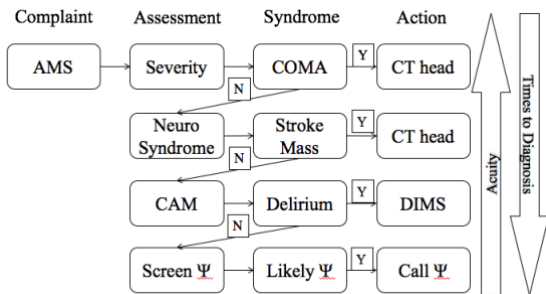 Complaint Assessment Syndrome Action
AMS Severity COMA Y CT head
N
Neuro Syndrome Stroke Mass Y CT head
N
CAM Delirium Y DIMS
N
Screen Ψ Likely Ψ Y Call Ψ
Acuity
Times to Diagnosis